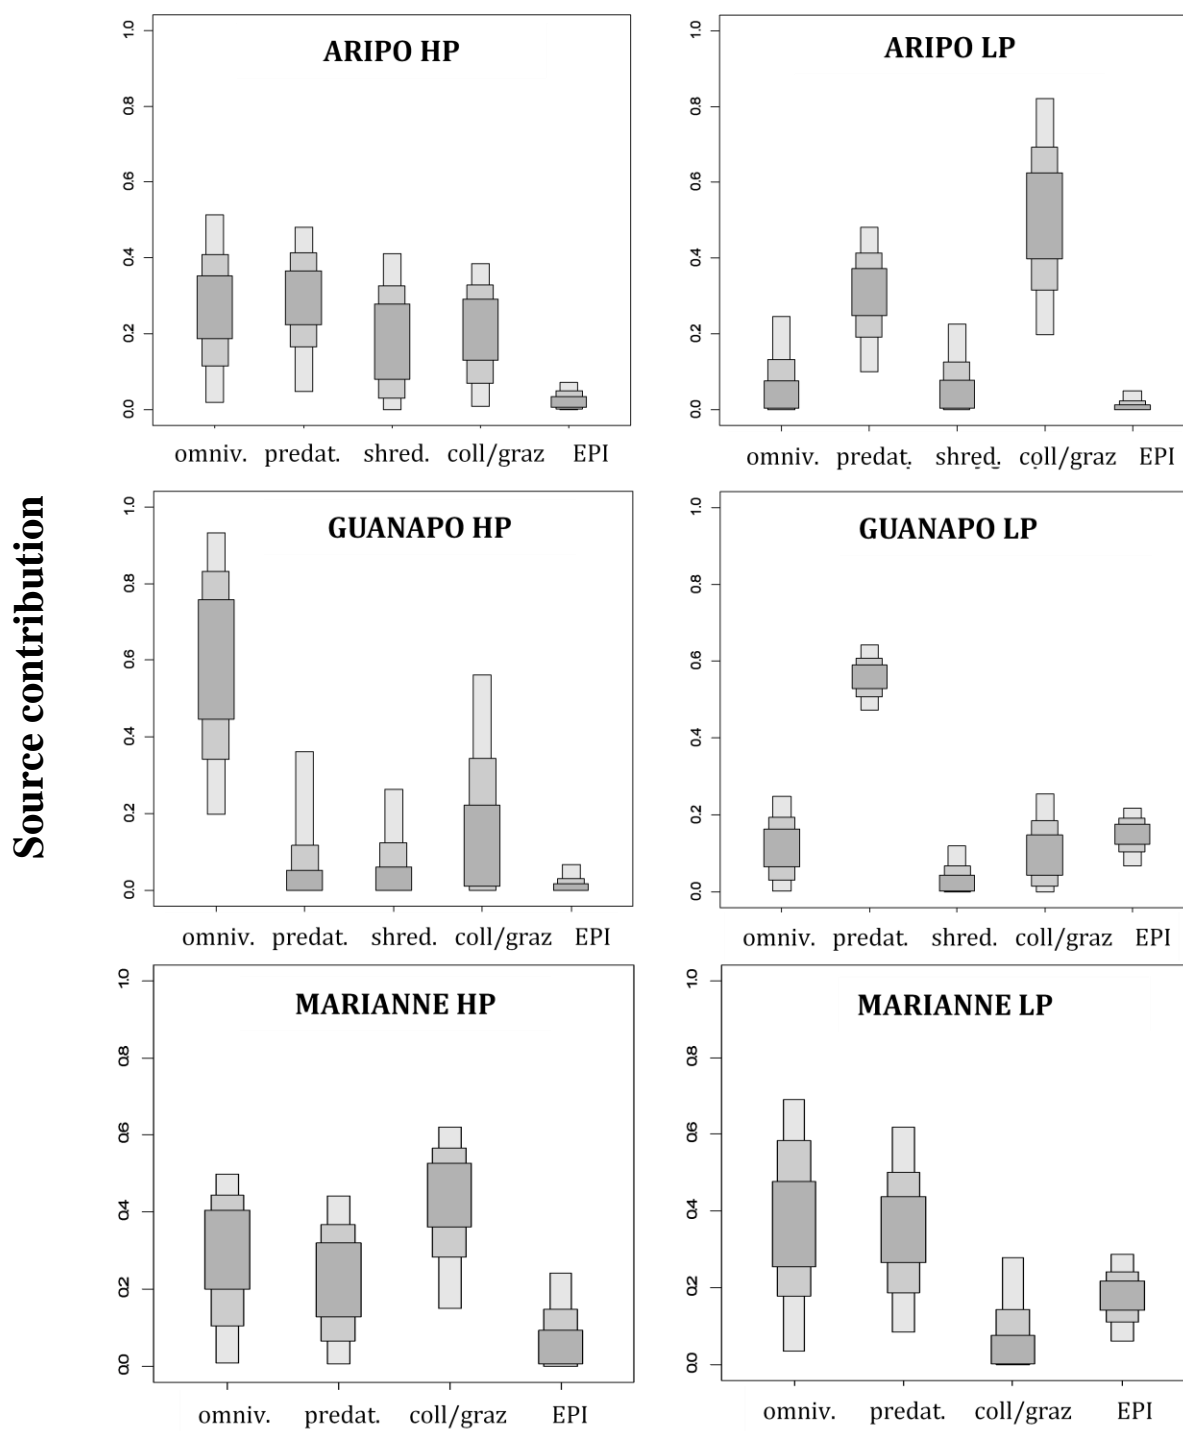 Source contribution
ARIPO HP
1.0
0.8
0.6
0.4
0.2
0.0
omniv. predat. shred. coll/graz EPI
ARIPO LP
1.0
0.8
0.6
0.4
0.2
0.0
omniv. predat. shred. coll/graz EPI
GUANAPO HP
1.0
0.8
0.6
0.4
0.2
0.0
omniv. predat. shred. coll/graz EPI
GUANAPO LP
1.0
0.8
0.6
0.4
0.2
0.0
omniv. predat. shred. coll/graz EPI
MARIANNE HP
1.0
0.8
0.6
0.4
0.2
0.0
omniv. predat. coll/graz EPI
MARIANNE LP
1.0
0.8
0.6
0.4
0.2
0.0
omniv. predat. coll/graz EPI